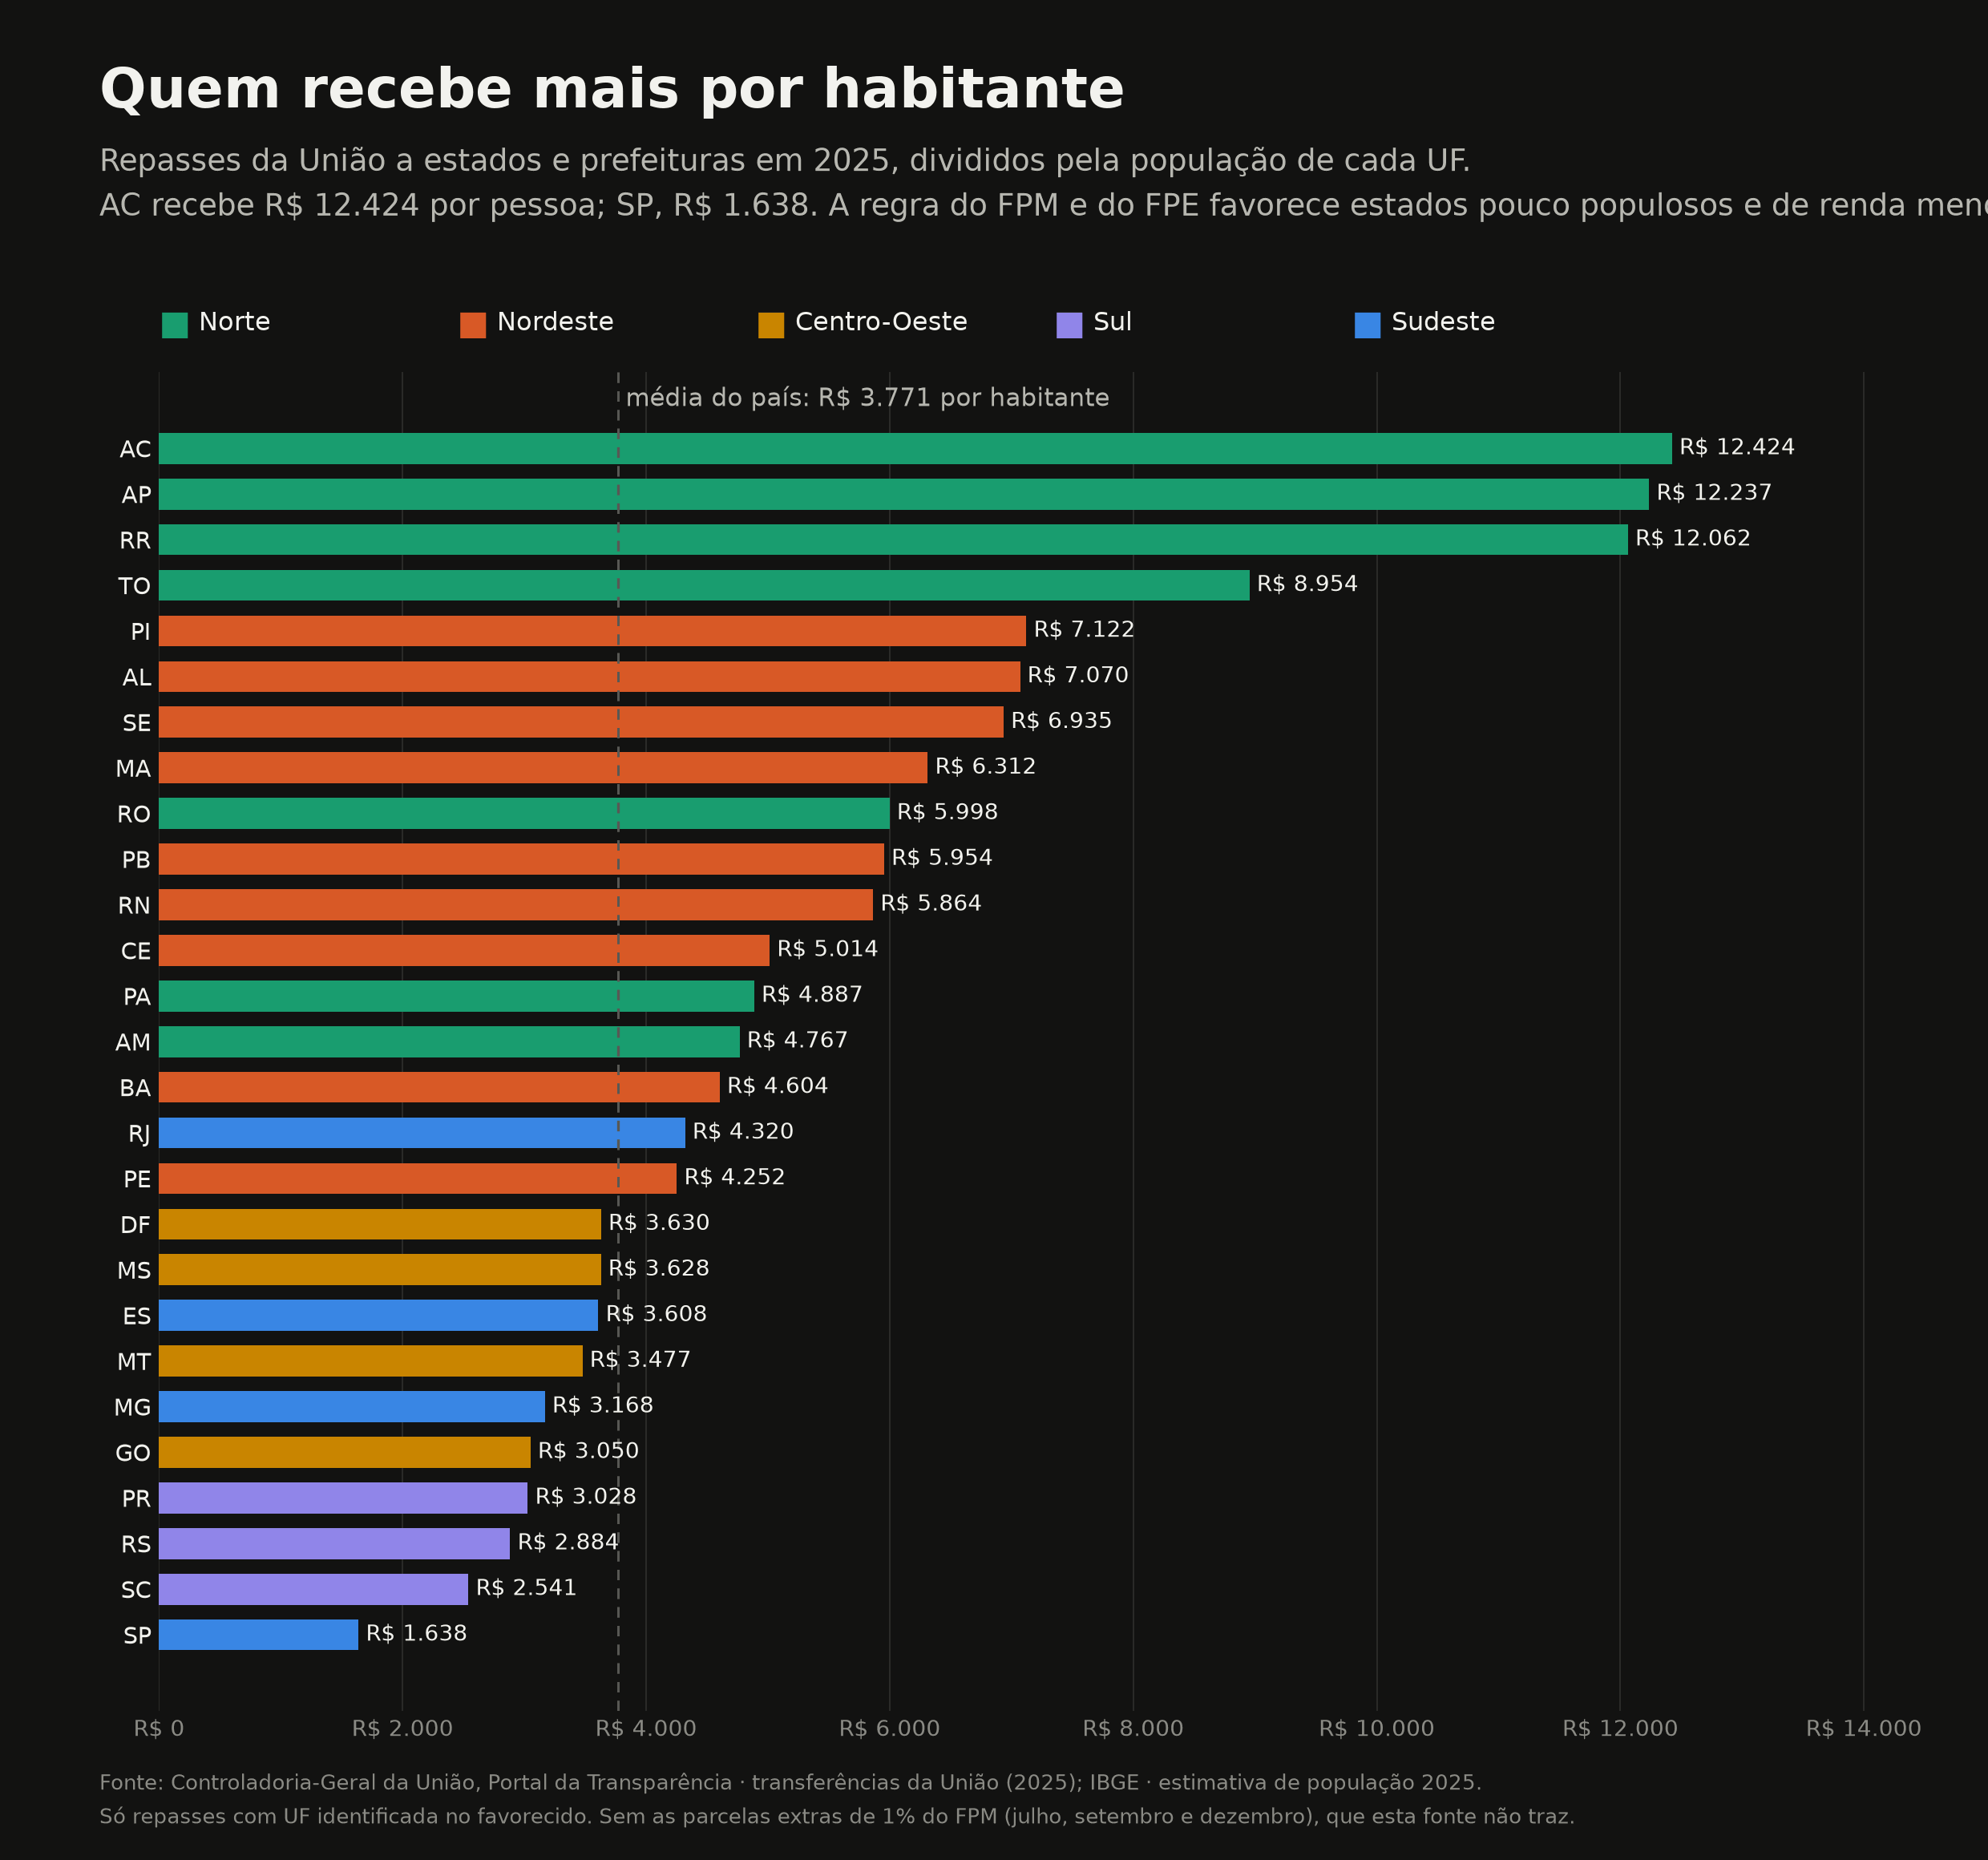 Quem recebe mais por habitante
Repasses da União a estados e prefeituras em 2025, divididos pela população de cada UF.
AC recebe R$ 12.424 por pessoa; SP, R$ 1.638. A regra do FPM e do FPE favorece estados pouco populosos e de renda
Norte Nordeste Centro-Oeste Sul Sudeste
média do país: R$ 3.771 por habitante
AC R$ 12.424
AP R$ 12.237
RR R$ 12.062
TO R$ 8.954
PI R$ 7.122
AL R$ 7.070
SE R$ 6.935
MA R$ 6.312
RO R$ 5.998
PB R$ 5.954
RN R$ 5.864
CE R$ 5.014
PA R$ 4.887
AM R$ 4.767
BA R$ 4.604
RJ R$ 4.320
PE R$ 4.252
DF R$ 3.630
MS R$ 3.628
ES R$ 3.608
MT R$ 3.477
MG R$ 3.168
GO R$ 3.050
PR R$ 3.028
RS R$ 2.884
SC R$ 2.541
SP R$ 1.638
R$ 0 R$ 2.000 R$ 4.000 R$ 6.000 R$ 8.000 R$ 10.000 R$ 12.000 R$ 14.000
Fonte: Controladoria-Geral da União, Portal da Transparência · transferências da União (2025); IBGE · estimativa de população 2025.
Só repasses com UF identificada no favorecido. Sem as parcelas extras de 1% do FPM (julho, setembro e dezembro), que esta fonte não traz.